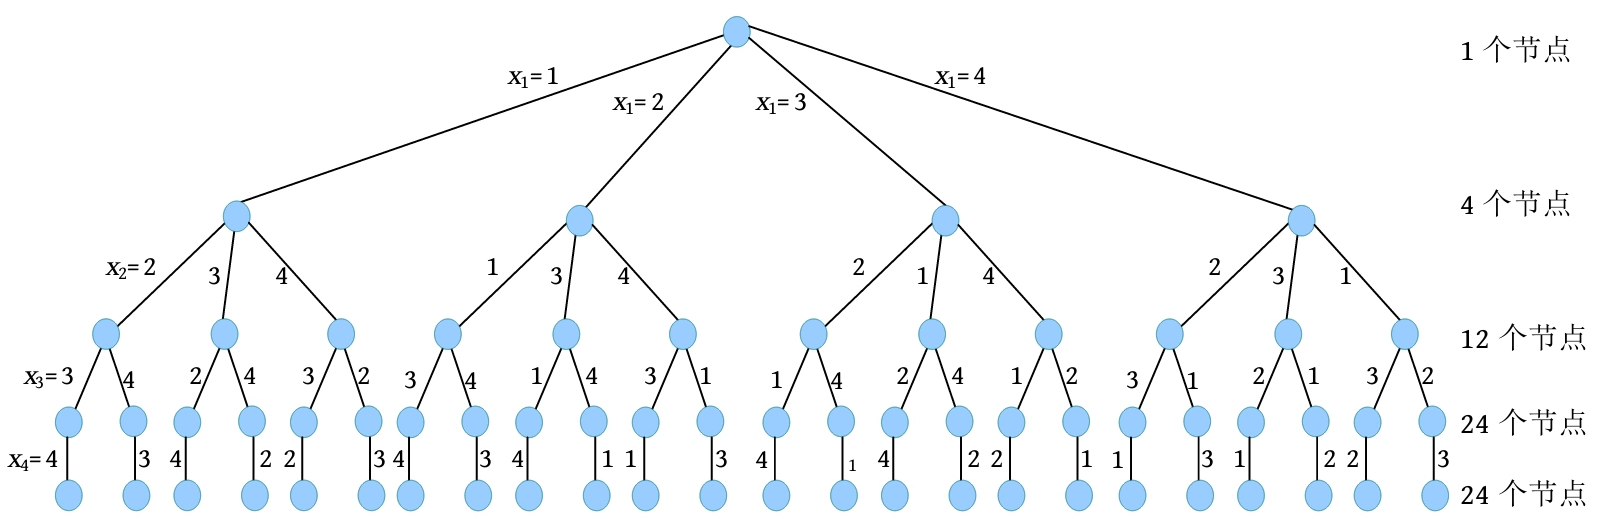 1 个节点
x₁=1 x₁=2 x₁=3 x₁=4
4 个节点
x₂=2 3 4 1 3 4 2 1 4 2 3 1
12 个节点
x₃=3 4 2 4 3 2 3 4 1 4 3 1 1 4 2 4 1 2 3 1 2 1 3 2
24 个节点
x₄=4 3 4 2 2 3 4 3 4 1 1 3 4 1 4 2 2 1 1 3 1 2 2 3
24 个节点